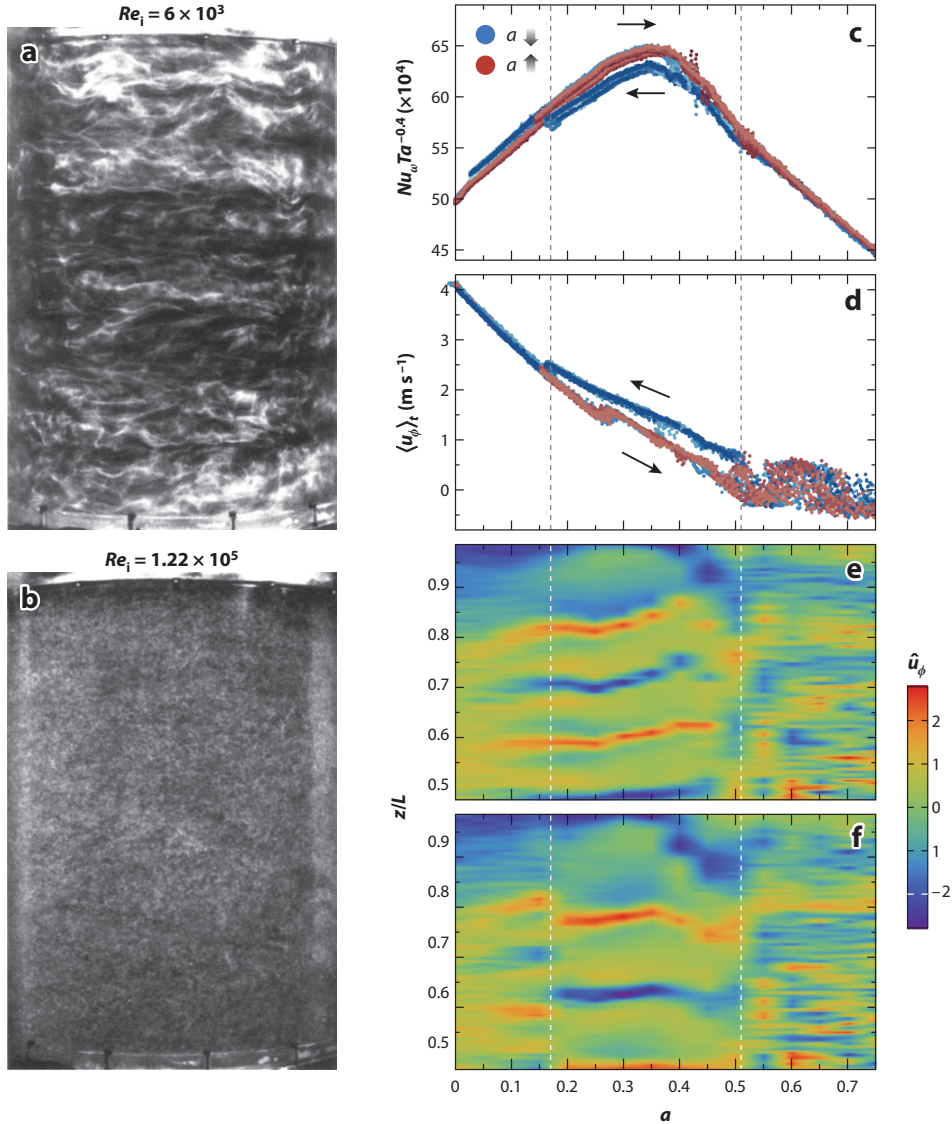 Re_i = 6 × 10³
a
Re_i = 1.22 × 10⁵
b
c
a
a
Nu_ω Ta^−0.4 (×10⁴)
65
60
55
50
45
d
⟨u_ϕ⟩_t (m s⁻¹)
4
3
2
1
0
e
0.9
0.8
0.7
0.6
0.5
z/L
f
0.9
0.8
0.7
0.6
0.5
0
0.1
0.2
0.3
0.4
0.5
0.6
0.7
a
û_ϕ
2
1
0
−1
−2